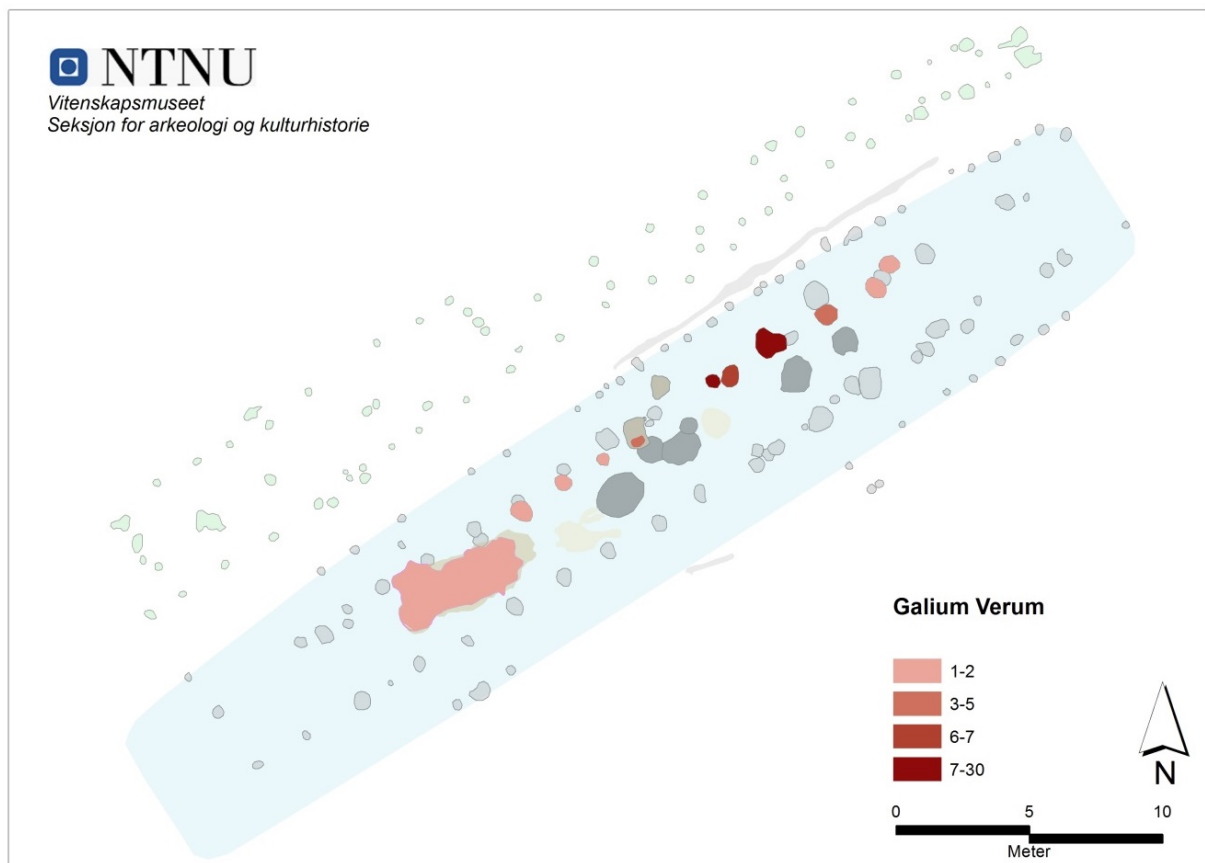 NTNU
Vitenskapsmuseet
Seksjon for arkeologi og kulturhistorie
Galium Verum
1-2
3-5
6-7
7-30
N
0 5 10
Meter